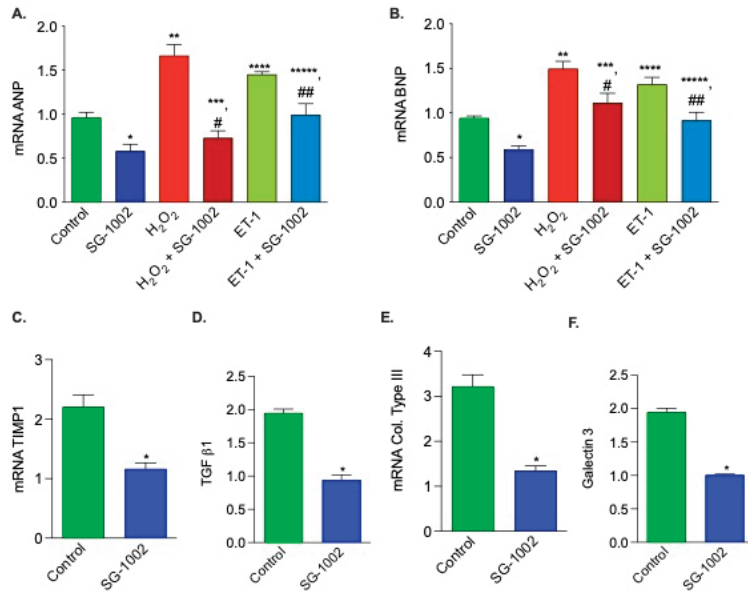 A.
mRNA ANP
2.0
1.5
1.0
0.5
0.0
*
**
***,
#
****
*****,
##
Control
SG-1002
H₂O₂
H₂O₂ + SG-1002
ET-1
ET-1 + SG-1002
B.
mRNA BNP
2.0
1.5
1.0
0.5
0.0
*
**
***,
#
****
*****,
##
Control
SG-1002
H₂O₂
H₂O₂ + SG-1002
ET-1
ET-1 + SG-1002
C.
mRNA TIMP1
3
2
1
0
*
Control
SG-1002
D.
TGF β1
2.5
2.0
1.5
1.0
0.5
0.0
*
Control
SG-1002
E.
mRNA Col. Type III
4
3
2
1
0
*
Control
SG-1002
F.
Galectin 3
2.5
2.0
1.5
1.0
0.5
0.0
*
Control
SG-1002